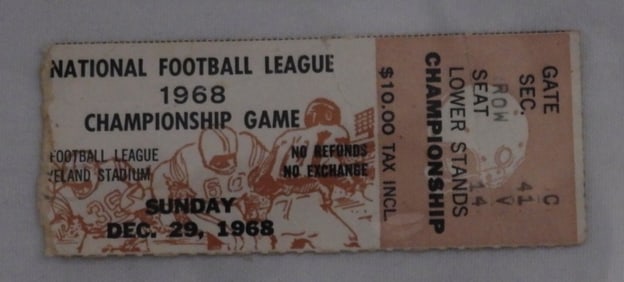 NATIONAL FOOTBALL LEAGUE
1968
CHAMPIONSHIP GAME
FOOTBALL LEAGUE
ELAND STADIUM
NO REFUNDS
NO EXCHANGE
SUNDAY
DEC. 29, 1968
$10.00 TAX INCL.
CHAMPIONSHIP
LOWER STANDS
SEAT 14
ROW V
SEC. 41
GATE C